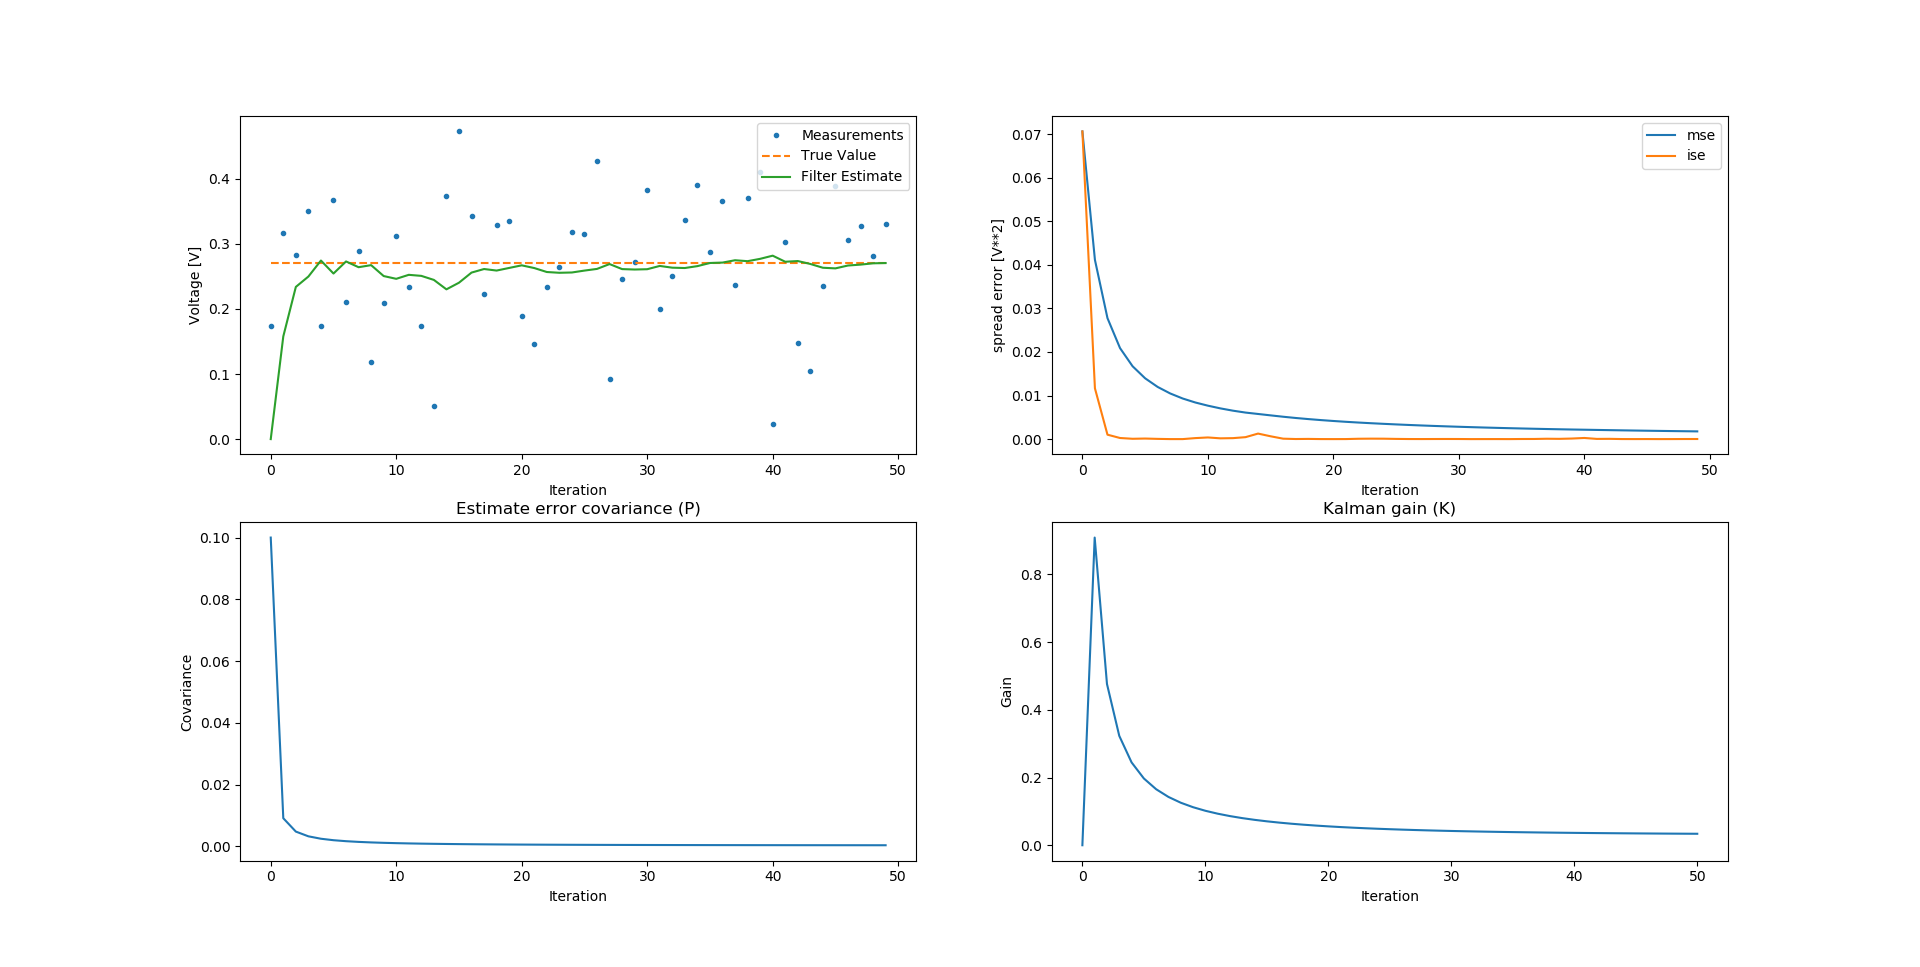 Measurements
True Value
Filter Estimate
Voltage [V]
0.4
0.3
0.2
0.1
0.0
0 10 20 30 40 50
Iteration
mse
ise
spread error [V**2]
0.07
0.06
0.05
0.04
0.03
0.02
0.01
0.00
0 10 20 30 40 50
Iteration
Estimate error covariance (P)
Covariance
0.10
0.08
0.06
0.04
0.02
0.00
0 10 20 30 40 50
Iteration
Kalman gain (K)
Gain
0.8
0.6
0.4
0.2
0.0
0 10 20 30 40 50
Iteration